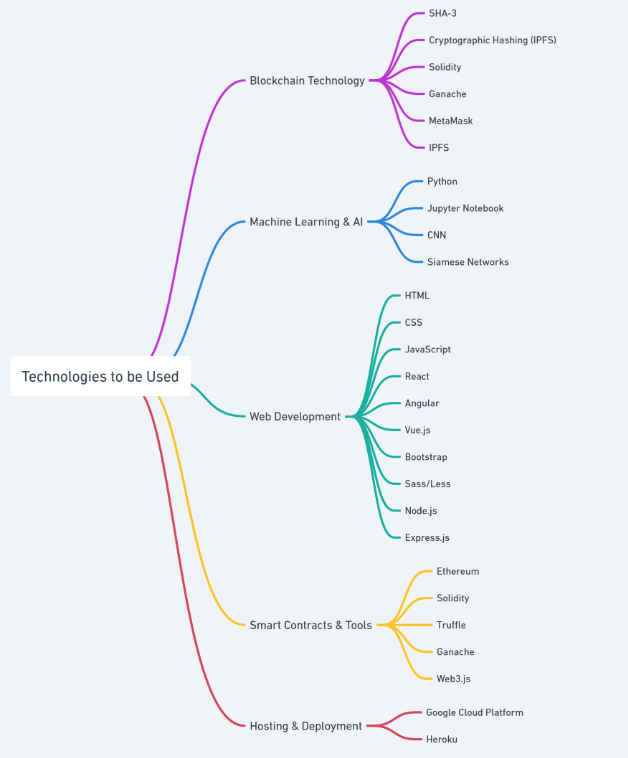 Technologies to be Used
Blockchain Technology
SHA-3
Cryptographic Hashing (IPFS)
Solidity
Ganache
MetaMask
IPFS
Machine Learning & AI
Python
Jupyter Notebook
CNN
Siamese Networks
Web Development
HTML
CSS
JavaScript
React
Angular
Vue.js
Bootstrap
Sass/Less
Node.js
Express.js
Smart Contracts & Tools
Ethereum
Solidity
Truffle
Ganache
Web3.js
Hosting & Deployment
Google Cloud Platform
Heroku